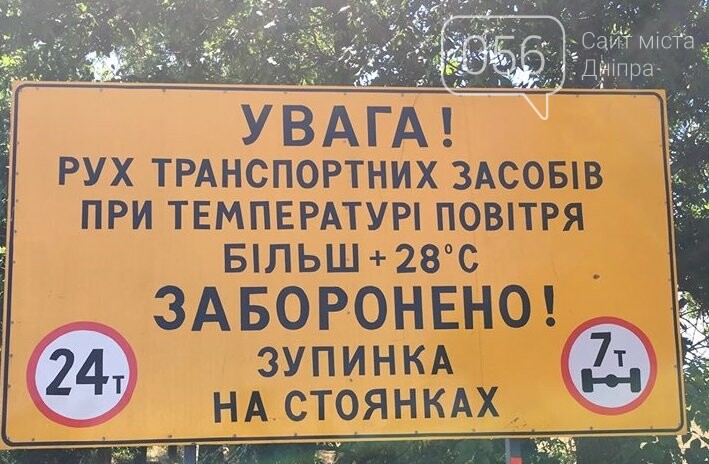 056 Сайт міста
Дніпра
УВАГА!
РУХ ТРАНСПОРТНИХ ЗАСОБІВ
ПРИ ТЕМПЕРАТУРІ ПОВІТРЯ
БІЛЬШ +28°C
ЗАБОРОНЕНО!
24т
ЗУПИНКА
7т
НА СТОЯНКАХ